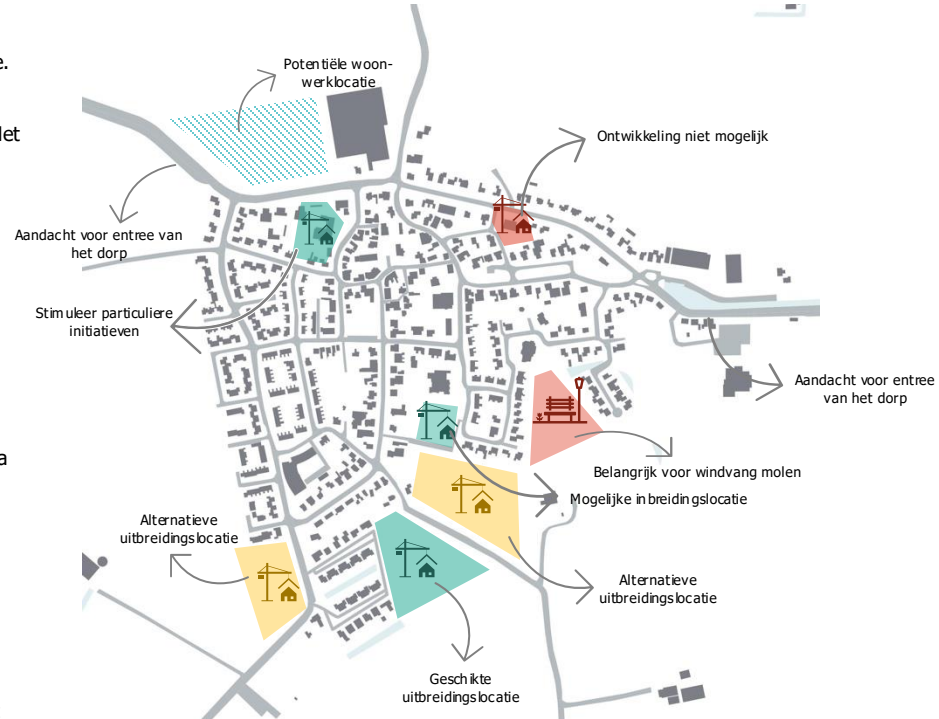 e.
let
a
Potentiële woon-
werklocatie
Ontwikkeling niet mogelijk
Aandacht voor entree van
het dorp
Stimuleer particuliere
initiatieven
Aandacht voor entree
van het dorp
Belangrijk voor windvang molen
Mogelijke inbreidingslocatie
Alternatieve
uitbreidingslocatie
Alternatieve
uitbreidingslocatie
Geschikte
uitbreidingslocatie